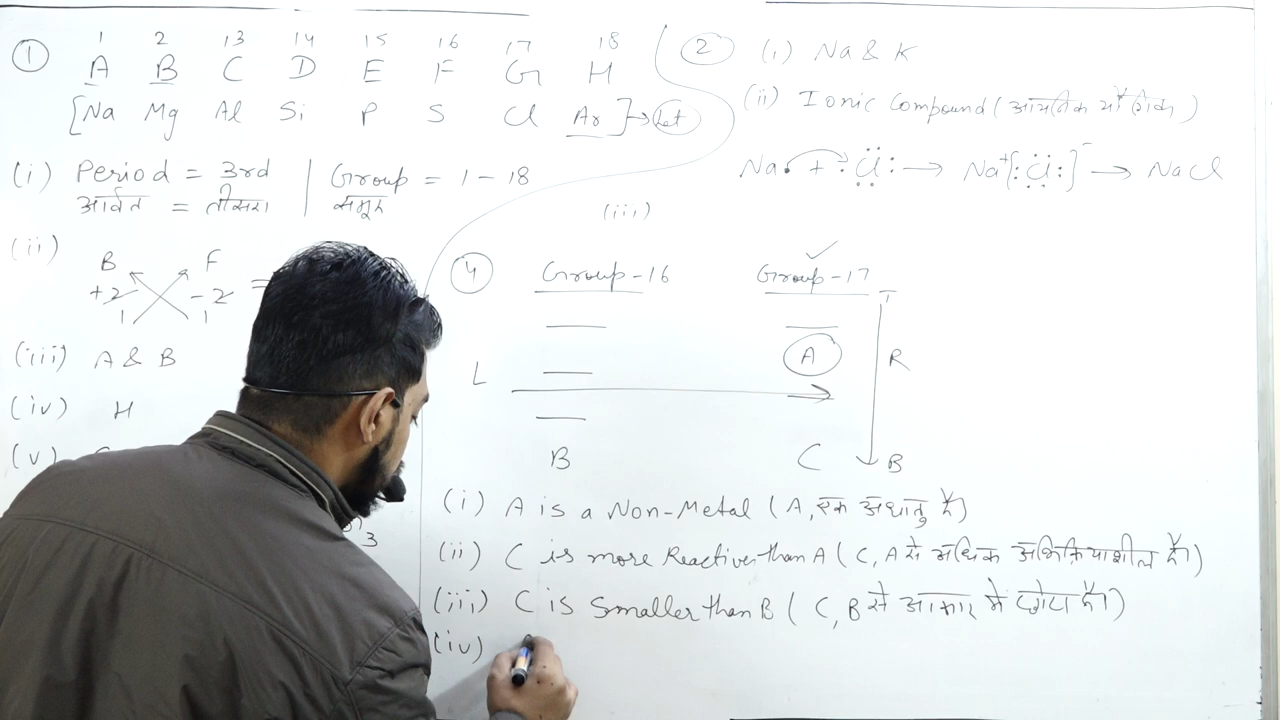 ①
1 2 13 14 15 16 17 18
A B C D E F G H
[Na Mg Al Si P S Cl Ar] → Let
(i) Period = 3rd | Group = 1 - 18
आर्वत = तीसरा | समूह
(ii)
B F
+2 -2 =
1 1
(iii) A & B
(iv) H
(v)
3
② (i) Na & K
(ii) Ionic Compound (आयनिक यौगिक)
Na• + •Cl: → Na⁺[:Cl:]⁻ → NaCl
(iii)
④ Group-16 Group-17 ✓
T
A
L R
B C B
(i) A is a Non-Metal (A, एक अधातु है।)
(ii) C is more Reactive than A (C, A से अधिक अभिक्रियाशील है।)
(iii) C is Smaller than B (C, B से आकार में छोटा है।)
(iv)